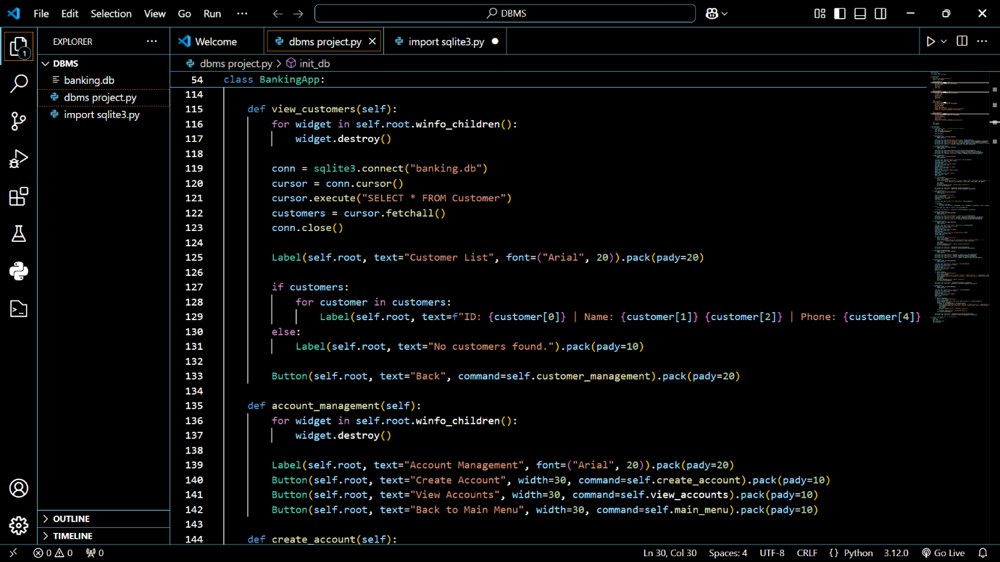 File Edit Selection View Go Run ··· DBMS
EXPLORER ···
Welcome dbms project.py import sqlite3.py
DBMS
banking.db
dbms project.py
import sqlite3.py
OUTLINE
TIMELINE
dbms project.py > init_db
54 class BankingApp:
114
115 def view_customers(self):
116 for widget in self.root.winfo_children():
117 widget.destroy()
118
119 conn = sqlite3.connect("banking.db")
120 cursor = conn.cursor()
121 cursor.execute("SELECT * FROM Customer")
122 customers = cursor.fetchall()
123 conn.close()
124
125 Label(self.root, text="Customer List", font=("Arial", 20)).pack(pady=20)
126
127 if customers:
128 for customer in customers:
129 Label(self.root, text=f"ID: {customer[0]} | Name: {customer[1]} {customer[2]} | Phone: {customer[4]}
130 else:
131 Label(self.root, text="No customers found.").pack(pady=10)
132
133 Button(self.root, text="Back", command=self.customer_management).pack(pady=20)
134
135 def account_management(self):
136 for widget in self.root.winfo_children():
137 widget.destroy()
138
139 Label(self.root, text="Account Management", font=("Arial", 20)).pack(pady=20)
140 Button(self.root, text="Create Account", width=30, command=self.create_account).pack(pady=10)
141 Button(self.root, text="View Accounts", width=30, command=self.view_accounts).pack(pady=10)
142 Button(self.root, text="Back to Main Menu", width=30, command=self.main_menu).pack(pady=10)
143
144 def create_account(self):
0 0 0 Ln 30, Col 30 Spaces: 4 UTF-8 CRLF {} Python 3.12.0 Go Live